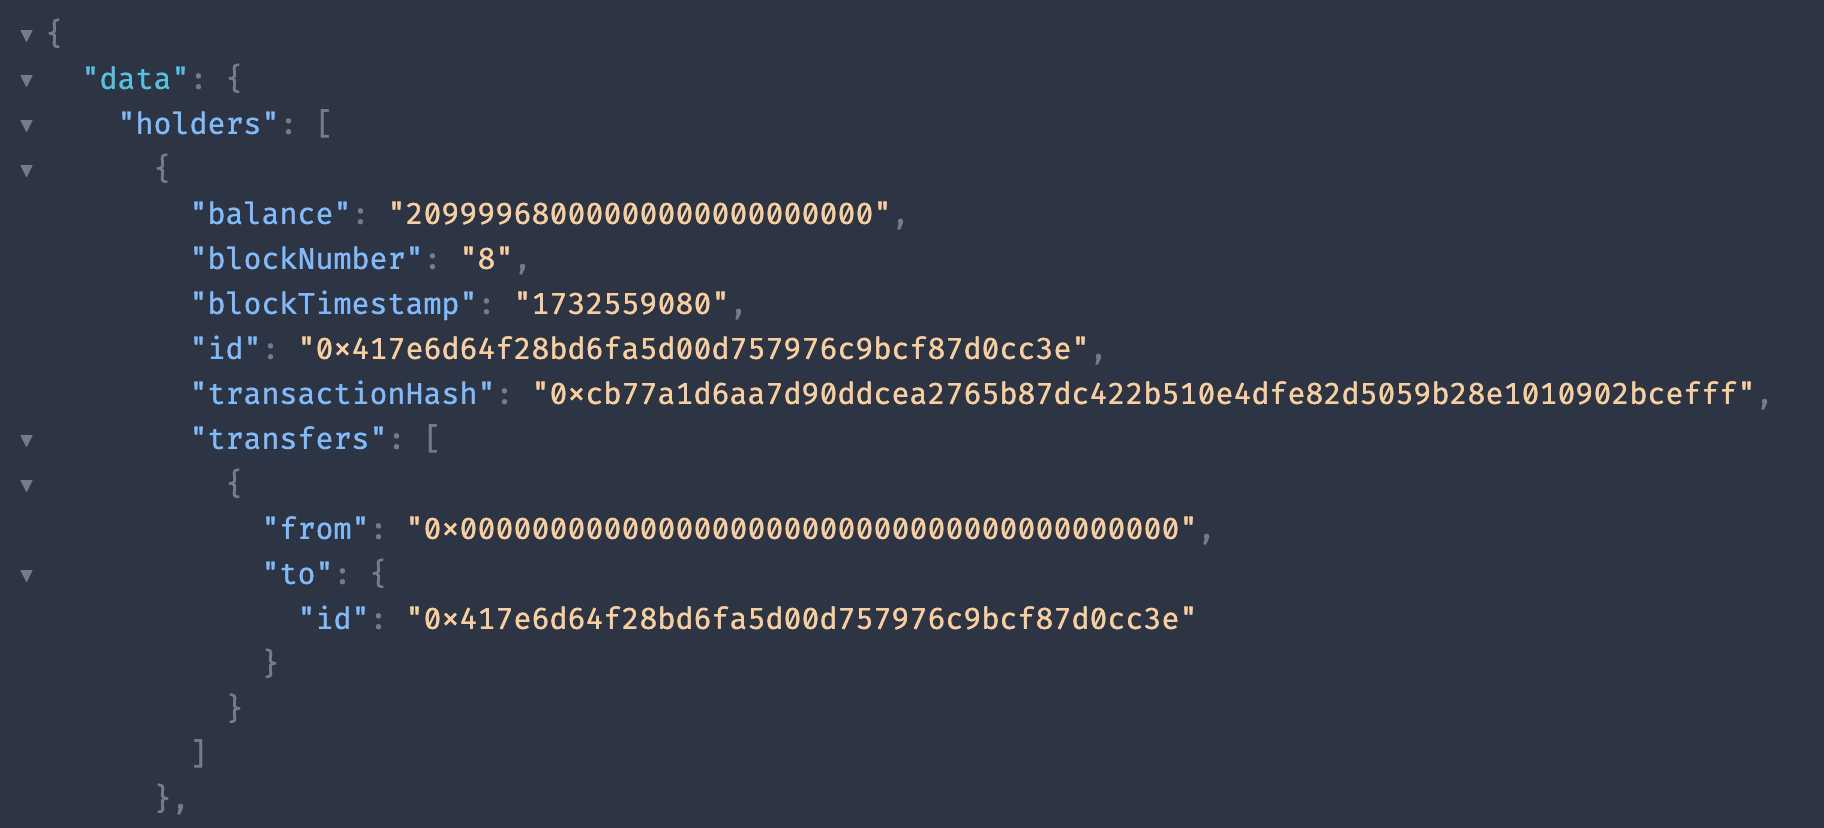 ▼ {
▼ "data": {
▼ "holders": [
▼ {
"balance": "20999968000000000000000000",
"blockNumber": "8",
"blockTimestamp": "1732559080",
"id": "0x417e6d64f28bd6fa5d00d757976c9bcf87d0cc3e",
"transactionHash": "0xcb77a1d6aa7d90ddcea2765b87dc422b510e4dfe82d5059b28e1010902bcefff",
▼ "transfers": [
▼ {
"from": "0x0000000000000000000000000000000000000000",
▼ "to": {
"id": "0x417e6d64f28bd6fa5d00d757976c9bcf87d0cc3e"
}
}
]
},